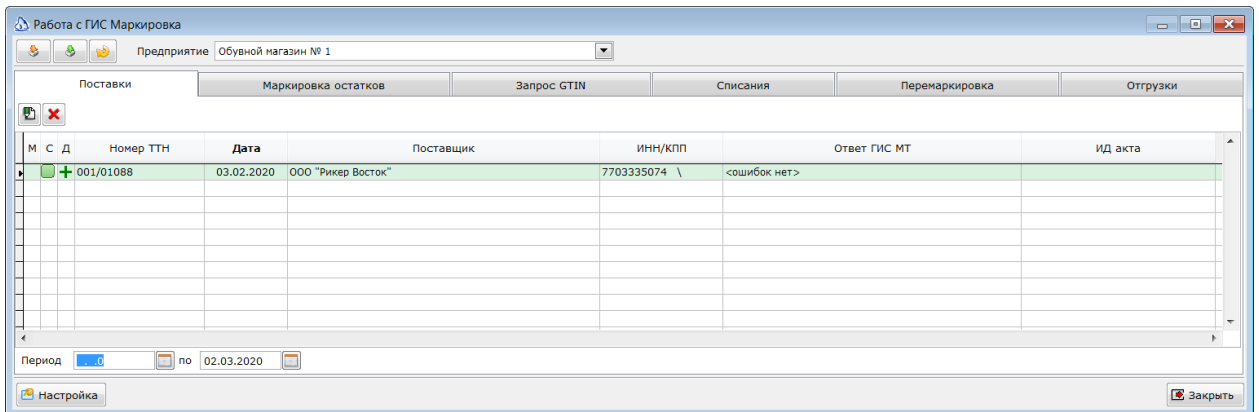 Работа с ГИС Маркировка
Предприятие Обувной магазин № 1
Поставки Маркировка остатков Запрос GTIN Списания Перемаркировка Отгрузки
М С Д Номер ТТН Дата Поставщик ИНН/КПП Ответ ГИС МТ ИД акта
001/01088 03.02.2020 ООО "Рикер Восток" 7703335074 \ <ошибок нет>
Период . .0 по 02.03.2020
Настройка Закрыть